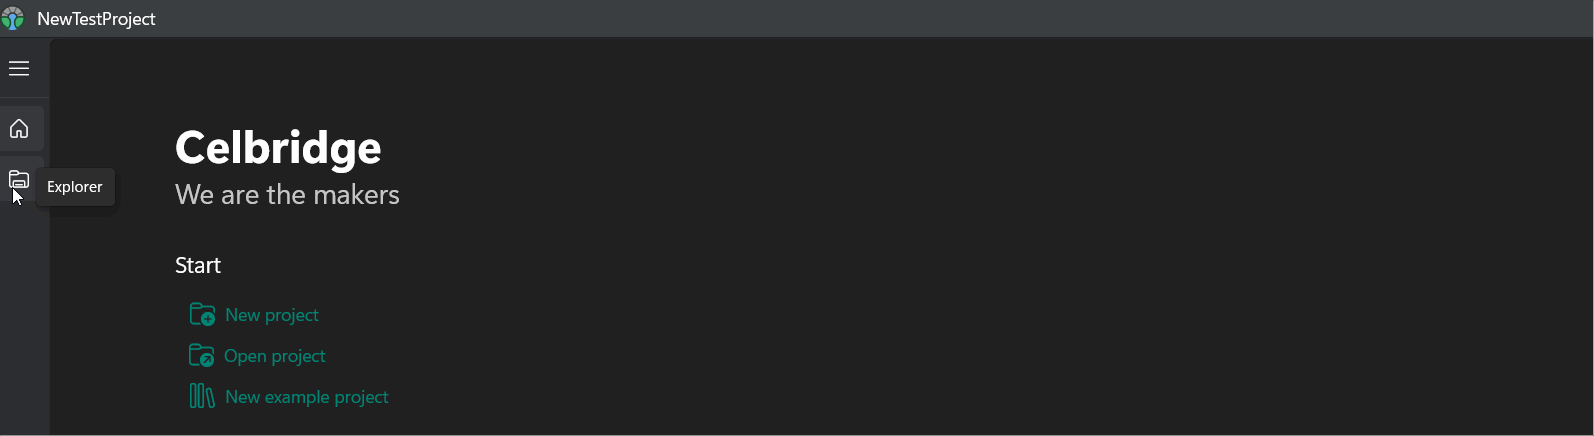 NewTestProject
Explorer
Celbridge
We are the makers
Start
New project
Open project
New example project